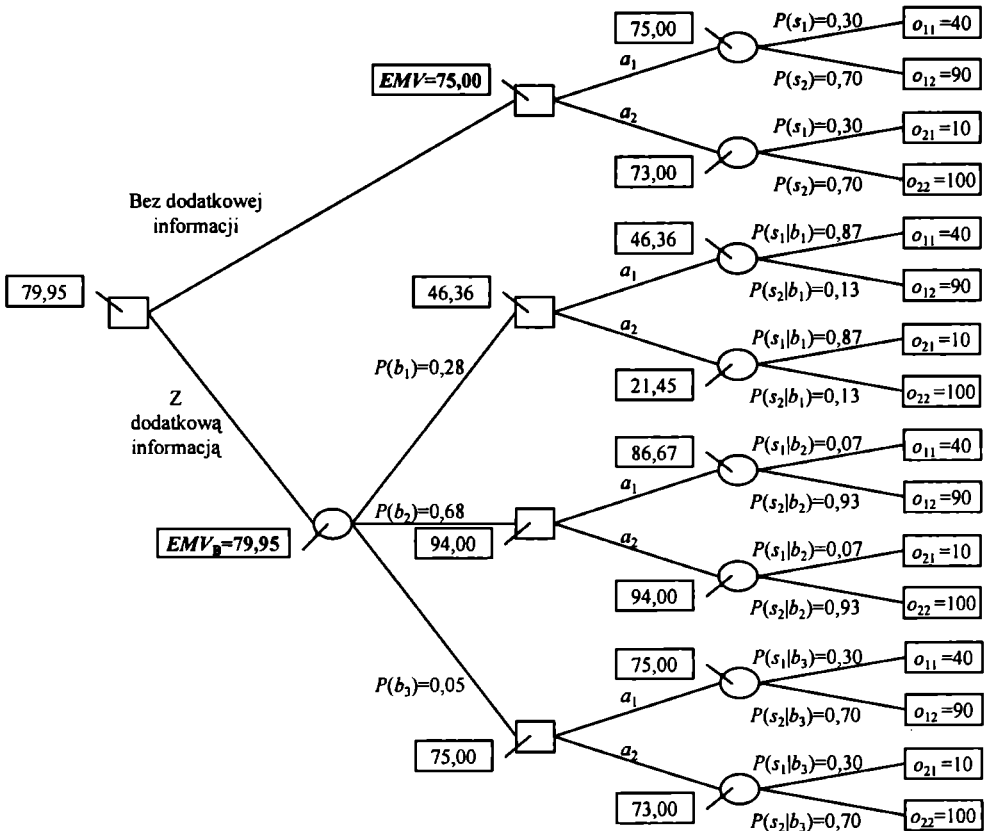 P(s₁)=0,30
o₁₁=40
75,00
a₁
P(s₂)=0,70
o₁₂=90
EMV=75,00
a₂
P(s₁)=0,30
o₂₁=10
73,00
P(s₂)=0,70
o₂₂=100
Bez dodatkowej
informacji
P(s₁|b₁)=0,87
o₁₁=40
46,36
a₁
P(s₂|b₁)=0,13
o₁₂=90
79,95
46,36
a₂
P(s₁|b₁)=0,87
o₂₁=10
P(b₁)=0,28
21,45
P(s₂|b₁)=0,13
o₂₂=100
Z
dodatkową
informacją
P(s₁|b₂)=0,07
o₁₁=40
86,67
a₁
P(s₂|b₂)=0,93
o₁₂=90
P(b₂)=0,68
EMV_B=79,95
94,00
a₂
P(s₁|b₂)=0,07
o₂₁=10
94,00
P(s₂|b₂)=0,93
o₂₂=100
P(s₁|b₃)=0,30
o₁₁=40
75,00
P(b₃)=0,05
a₁
P(s₂|b₃)=0,70
o₁₂=90
75,00
a₂
P(s₁|b₃)=0,30
o₂₁=10
73,00
P(s₂|b₃)=0,70
o₂₂=100